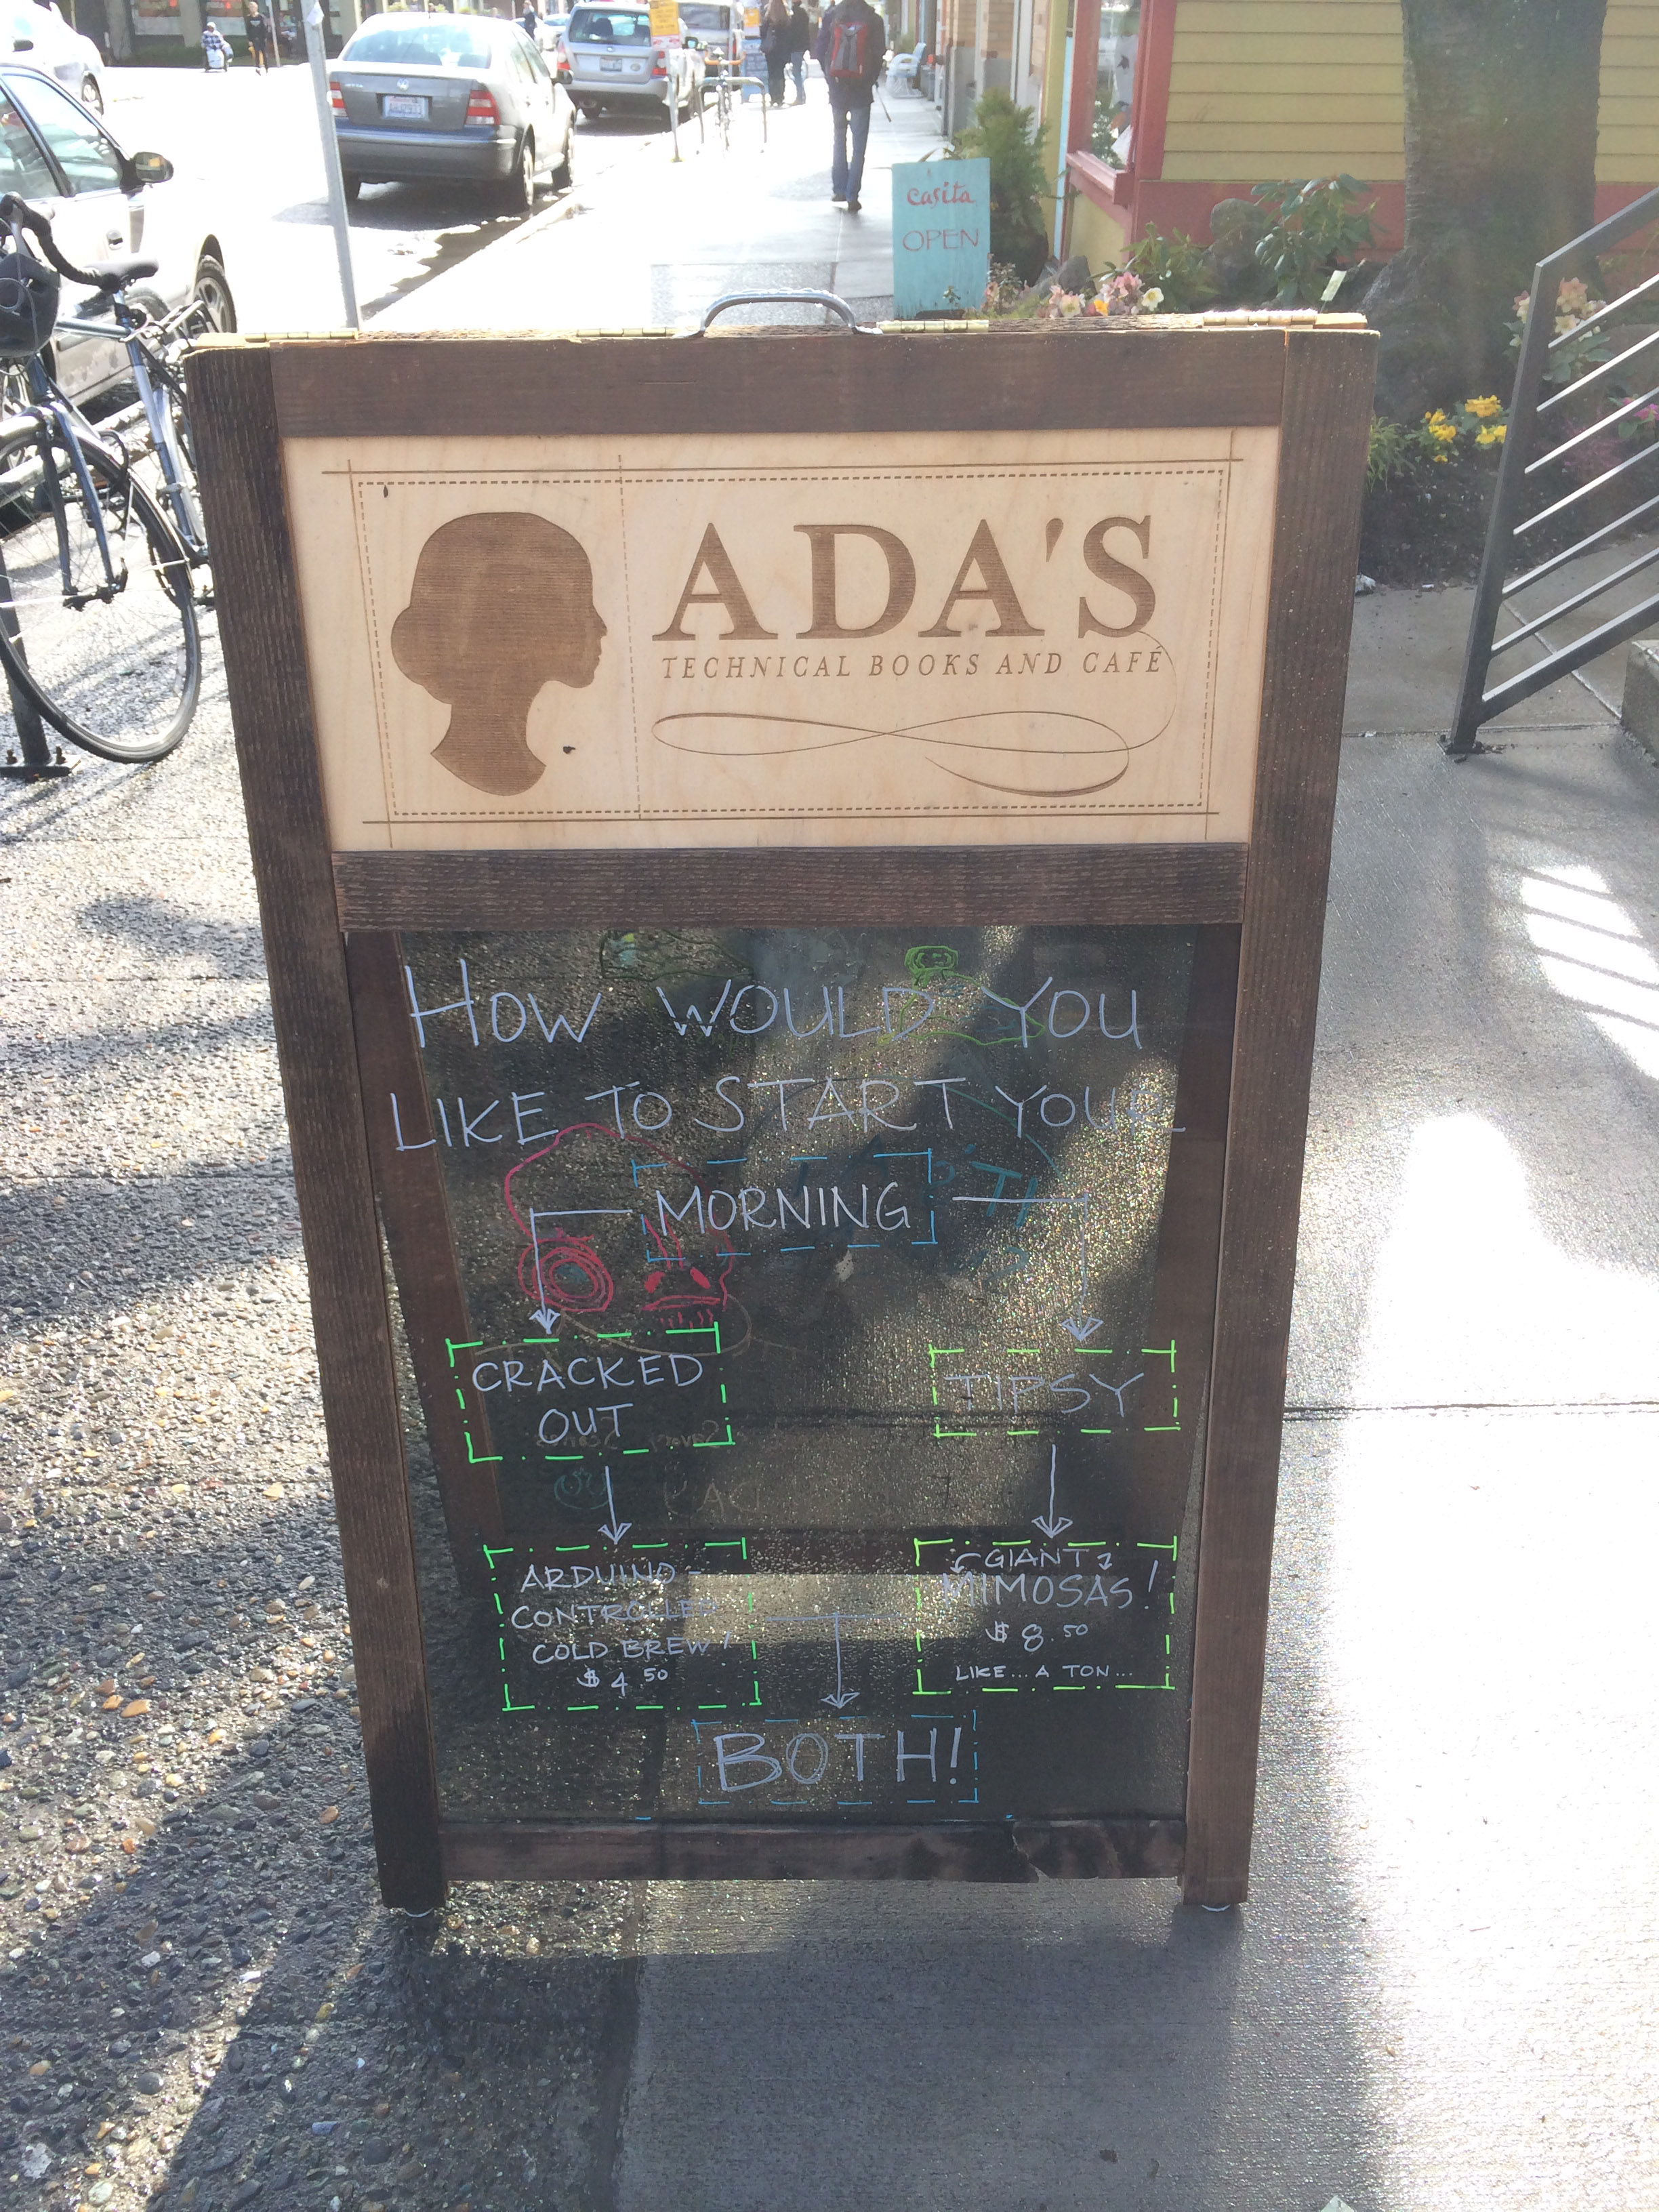 casita
OPEN
ADA'S
TECHNICAL BOOKS AND CAFÉ
HOW WOULD YOU
LIKE TO START YOUR
MORNING
CRACKED
OUT
TIPSY
ARDUINO-
CONTROLLED
COLD BREW!
$4.50
GIANT
MIMOSAS!
$8.50
LIKE... A TON...
BOTH!